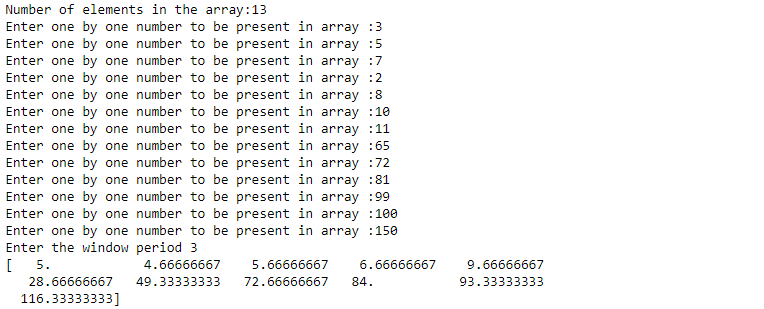 Number of elements in the array:13
Enter one by one number to be present in array :3
Enter one by one number to be present in array :5
Enter one by one number to be present in array :7
Enter one by one number to be present in array :2
Enter one by one number to be present in array :8
Enter one by one number to be present in array :10
Enter one by one number to be present in array :11
Enter one by one number to be present in array :65
Enter one by one number to be present in array :72
Enter one by one number to be present in array :81
Enter one by one number to be present in array :99
Enter one by one number to be present in array :100
Enter one by one number to be present in array :150
Enter the window period 3
[   5.            4.66666667    5.66666667    6.66666667    9.66666667
   28.66666667   49.33333333   72.66666667   84.           93.33333333
  116.33333333]